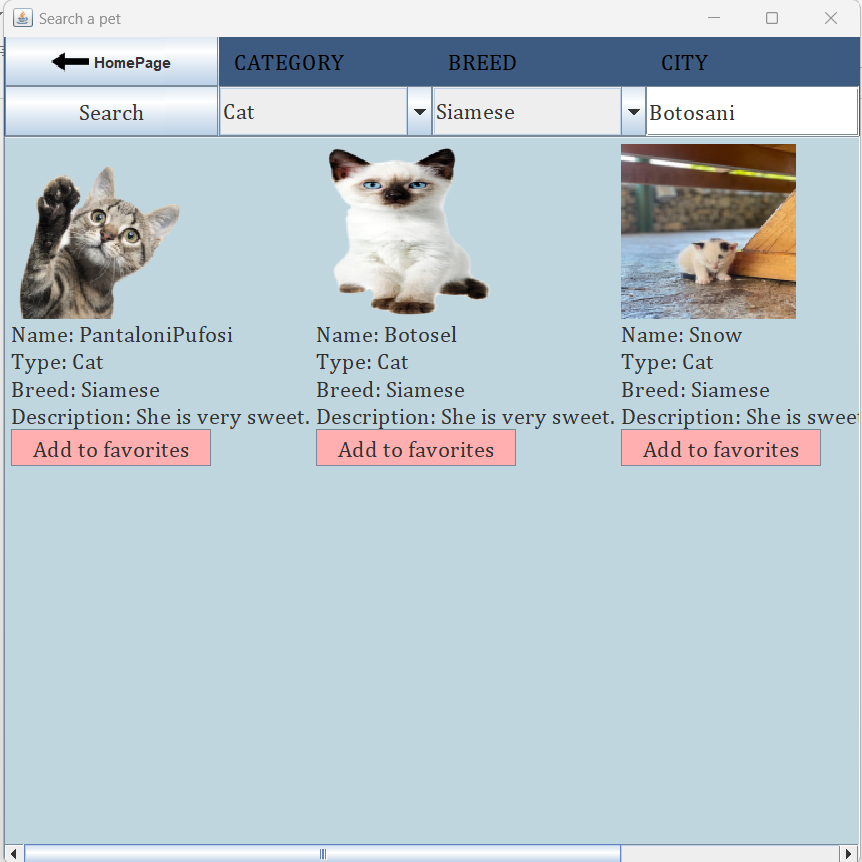 Search a pet
HomePage CATEGORY BREED CITY
Search Cat Siamese Botosani
Name: PantaloniPufosi
Type: Cat
Breed: Siamese
Description: She is very sweet.
Add to favorites
Name: Botosel
Type: Cat
Breed: Siamese
Description: She is very sweet.
Add to favorites
Name: Snow
Type: Cat
Breed: Siamese
Description: She is swee
Add to favorites